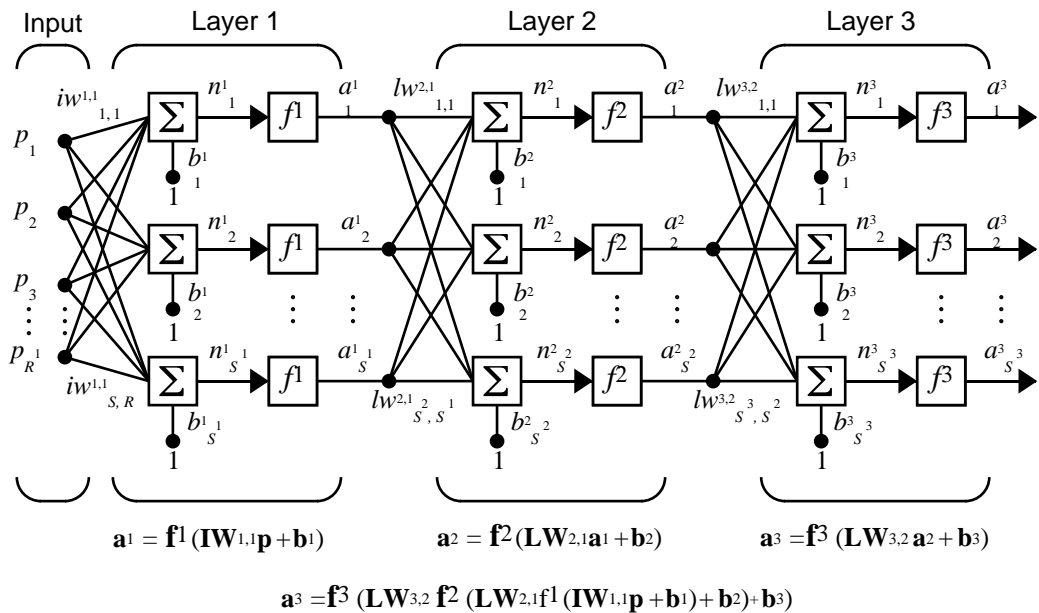 Input Layer 1 Layer 2 Layer 3
iw1,1 1,1 n1 1 a1 1 lw2,1 1,1 n2 1 a2 1 lw3,2 1,1 n3 1 a3 1
p1 Σ f1 Σ f2 Σ f3
b1 1 b2 1 b3 1
1 1 1
p2 n1 2 a1 2 n2 2 a2 2 n3 2 a3 2
Σ f1 Σ f2 Σ f3
p3 b1 2 b2 2 b3 2
1 1 1
pR1 n1 S1 a1 S1 n2 S2 a2 S2 n3 S3 a3 S3
iw1,1 S, R Σ f1 lw2,1 S2, S1 Σ f2 lw3,2 S3, S2 Σ f3
b1 S1 b2 S2 b3 S3
1 1 1
a1 = f1(IW1,1p+b1) a2 = f2(LW2,1a1+b2) a3 =f3 (LW3,2 a2+b3)
a3 =f3 (LW3,2 f2 (LW2,1f1(IW1,1p+b1)+b2)+b3)